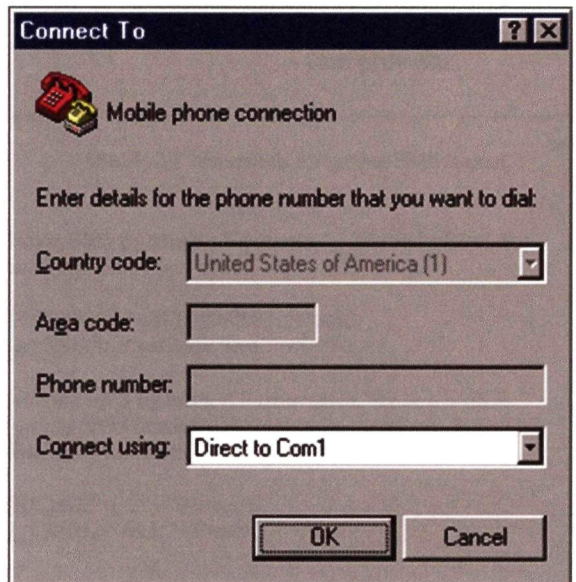 Connect To
Mobile phone connection
Enter details for the phone number that you want to dial:
Country code: United States of America (1)
Area code:
Phone number:
Connect using: Direct to Com1
OK Cancel